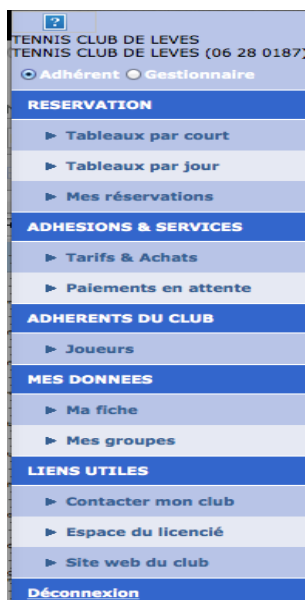 ?
TENNIS CLUB DE LEVES
TENNIS CLUB DE LEVES (06 28 0187)
Adhérent Gestionnaire
RESERVATION
Tableaux par court
Tableaux par jour
Mes réservations
ADHESIONS & SERVICES
Tarifs & Achats
Paiements en attente
ADHERENTS DU CLUB
Joueurs
MES DONNEES
Ma fiche
Mes groupes
LIENS UTILES
Contacter mon club
Espace du licencié
Site web du club
Déconnexion